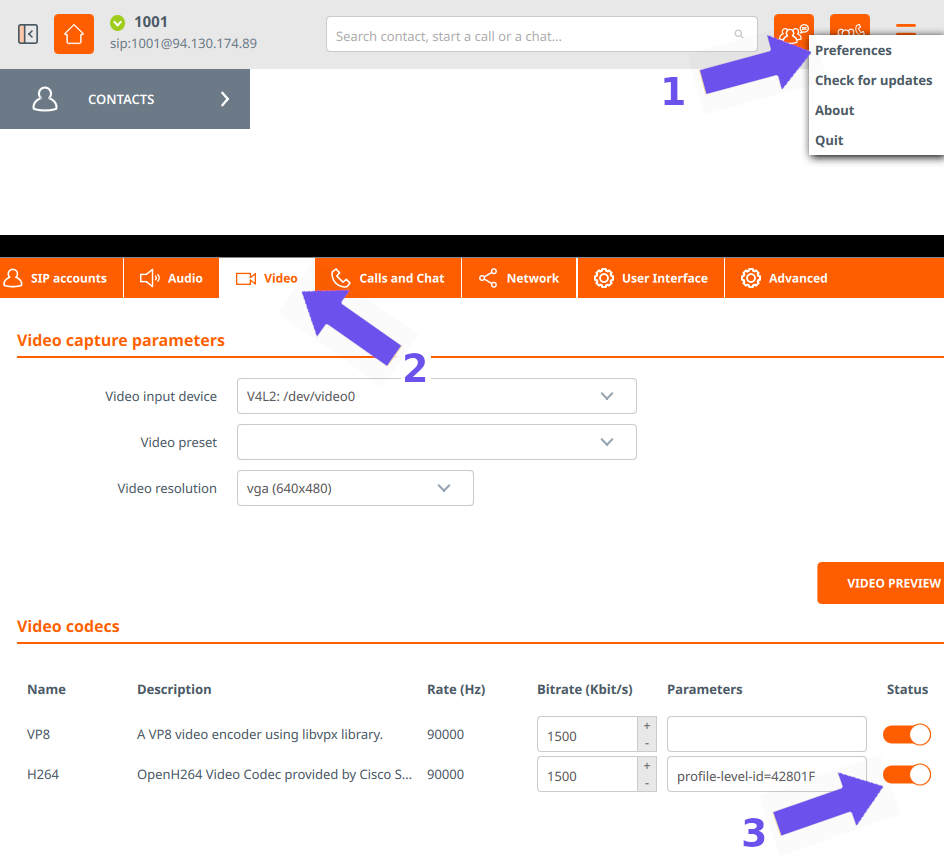 1001
sip:1001@94.130.174.89
Search contact, start a call or a chat...
Preferences
1
Check for updates
CONTACTS
About
Quit
SIP accounts Audio Video Calls and Chat Network User Interface Advanced
Video capture parameters
2
Video input device V4L2: /dev/video0
Video preset
Video resolution vga (640x480)
VIDEO PREVIEW
Video codecs
Name Description Rate (Hz) Bitrate (Kbit/s) Parameters Status
VP8 A VP8 video encoder using libvpx library. 90000 1500 + -
H264 OpenH264 Video Codec provided by Cisco S... 90000 1500 + - profile-level-id=42801F
3